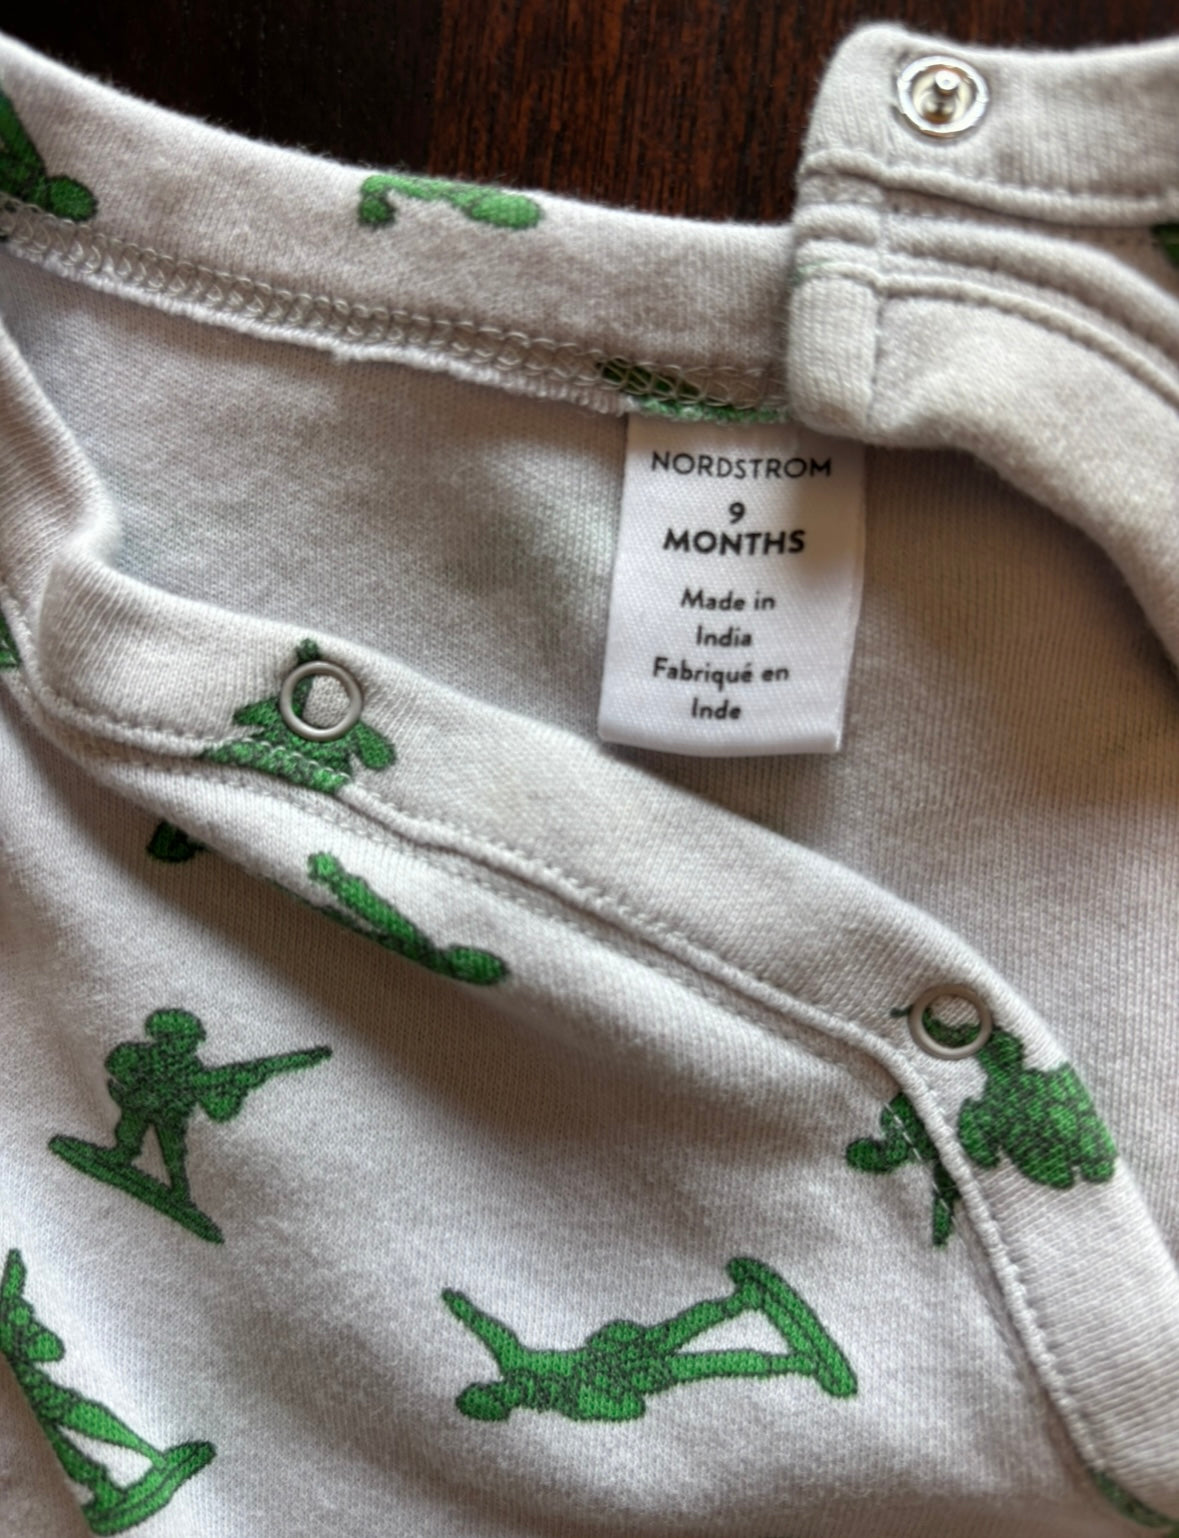 NORDSTROM
9
MONTHS
Made in
India
Fabriqué en
Inde